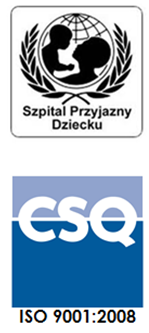 Szpital Przyjazny
Dziecku
CSQ
ISO 9001:2008